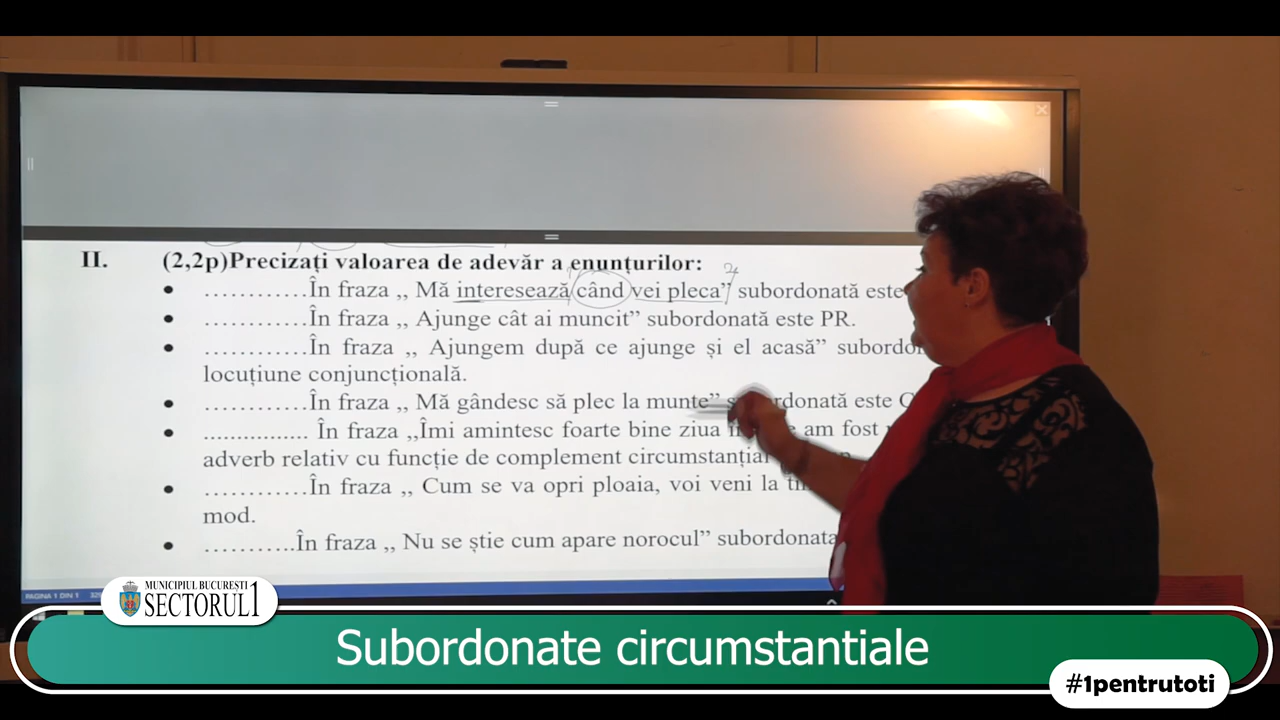 II. (2,2p)Precizați valoarea de adevăr a enunțurilor:
• …………În fraza ,, Mă interesează când vei pleca” subordonată este
• …………În fraza ,, Ajunge cât ai muncit” subordonată este PR.
• …………În fraza ,, Ajungem după ce ajunge și el acasă”
locuțiune conjuncțională.
• …………În fraza ,, Mă gândesc să plec la munte” este
• ................ În fraza ,,Îmi amintesc foarte bine ziua am fost
adverb relativ cu funcție de complement circumstanțial
• …………În fraza ,, Cum se va opri ploaia, voi veni la
mod.
• ………..În fraza ,, Nu se știe cum apare norocul” subordonata
PAGINA 1 DIN 1
MUNICIPIUL BUCUREȘTI
SECTORUL 1
Subordonate circumstantiale
#1pentrutoti